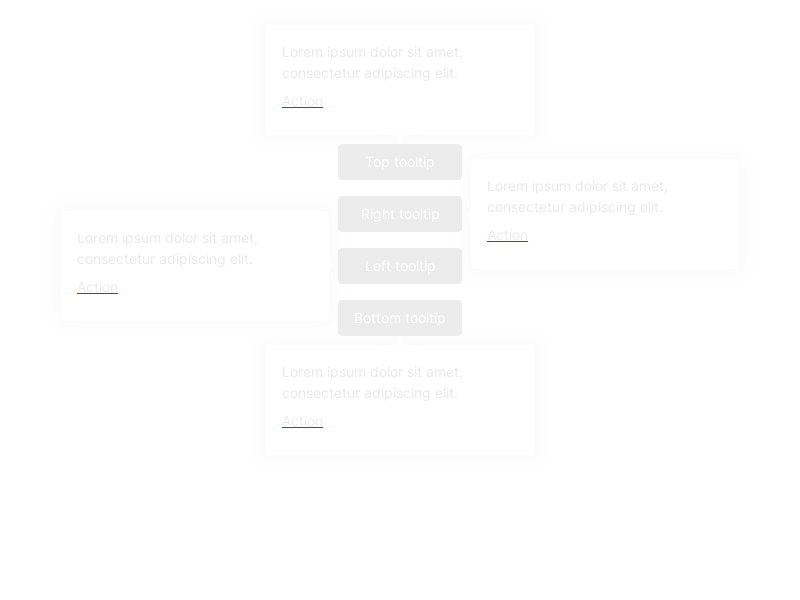 Lorem ipsum dolor sit amet,
consectetur adipiscing elit.
Action
Top tooltip
Lorem ipsum dolor sit amet,
consectetur adipiscing elit.
Action
Right tooltip
Lorem ipsum dolor sit amet,
consectetur adipiscing elit.
Action
Left tooltip
Bottom tooltip
Lorem ipsum dolor sit amet,
consectetur adipiscing elit.
Action